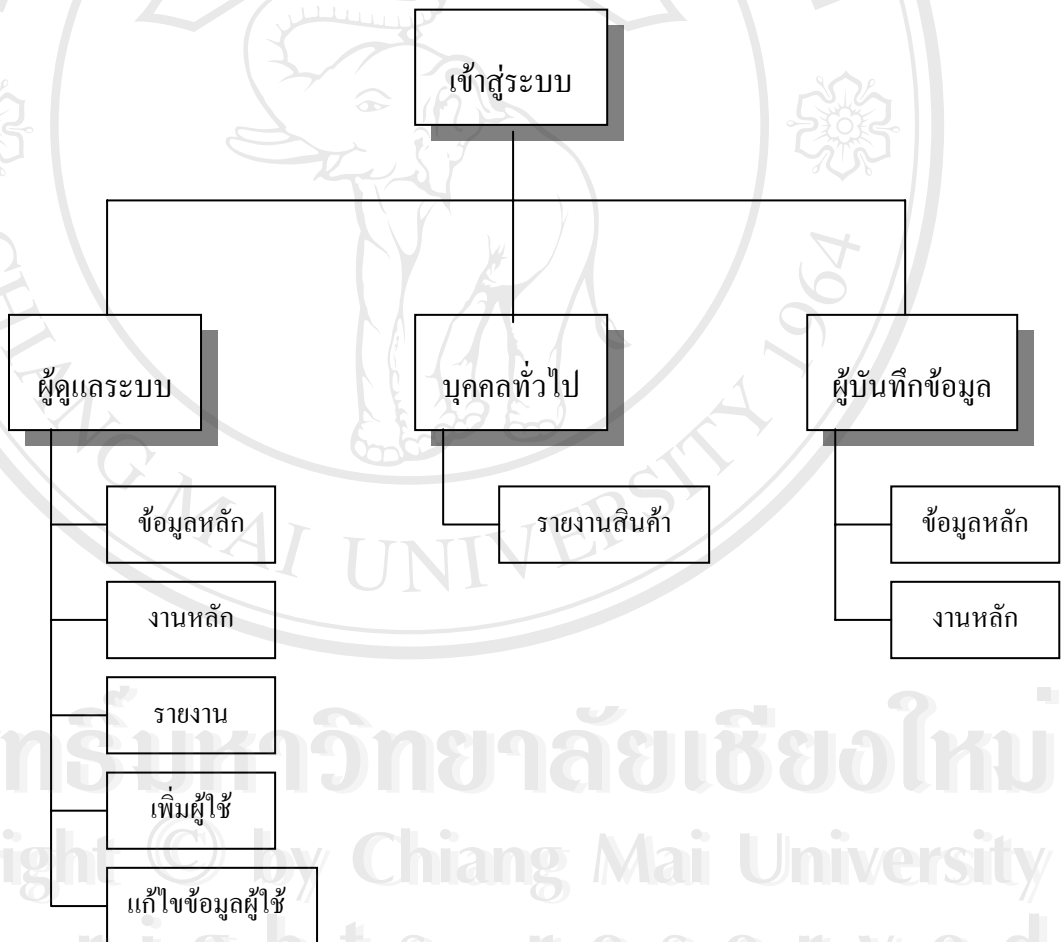 เข้าสู่ระบบ
ผู้ดูแลระบบ
บุคคลทั่วไป
ผู้บันทึกข้อมูล
ข้อมูลหลัก
รายงานสินค้า
ข้อมูลหลัก
งานหลัก
งานหลัก
รายงาน
เพิ่มผู้ใช้
แก้ไขข้อมูลผู้ใช้
CHIANG MAI UNIVERSITY 1964
มหาวิทยาลัยเชียงใหม่
© by Chiang Mai University
rights reserved